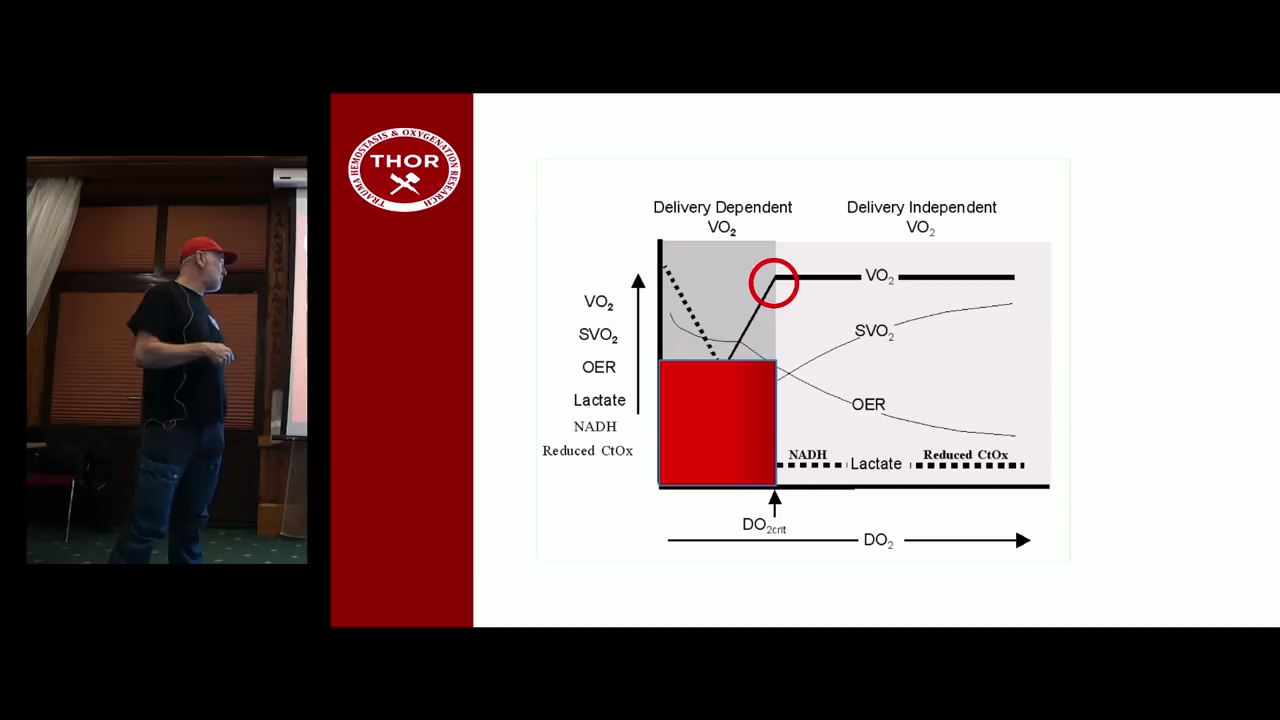 TRAUMA HEMOSTASIS & OXYGENATION RESEARCH
THOR
Delivery Dependent
VO₂
Delivery Independent
VO₂
VO₂
SVO₂
OER
Lactate
NADH
Reduced CtOx
VO₂
SVO₂
OER
NADH
Reduced CtOx
Lactate
DO₂crit
DO₂